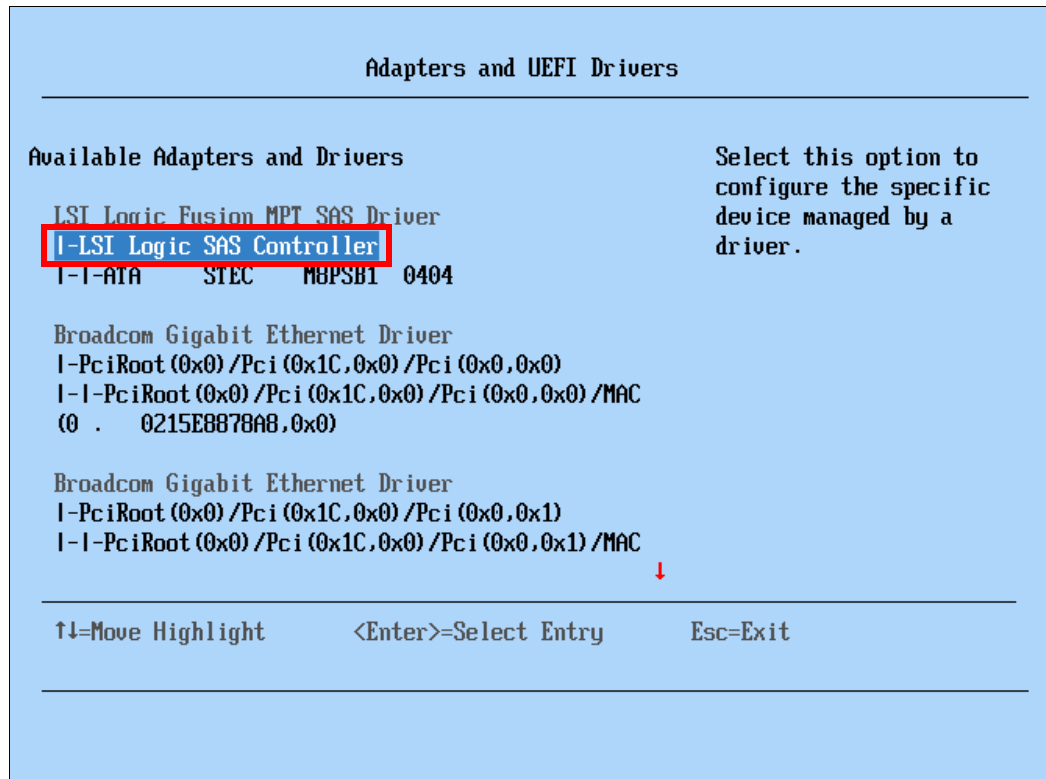 Adapters and UEFI Drivers
Available Adapters and Drivers
LSI Logic Fusion MPT SAS Driver
|-LSI Logic SAS Controller
|-|-ATA     STEC    M8PSB1  0404
Broadcom Gigabit Ethernet Driver
|-PciRoot(0x0)/Pci(0x1C,0x0)/Pci(0x0,0x0)
|-|-PciRoot(0x0)/Pci(0x1C,0x0)/Pci(0x0,0x0)/MAC
(0 .   0215E8878A8,0x0)
Broadcom Gigabit Ethernet Driver
|-PciRoot(0x0)/Pci(0x1C,0x0)/Pci(0x0,0x1)
|-|-PciRoot(0x0)/Pci(0x1C,0x0)/Pci(0x0,0x1)/MAC
↓
Select this option to
configure the specific
device managed by a
driver.
↑↓=Move Highlight       <Enter>=Select Entry       Esc=Exit